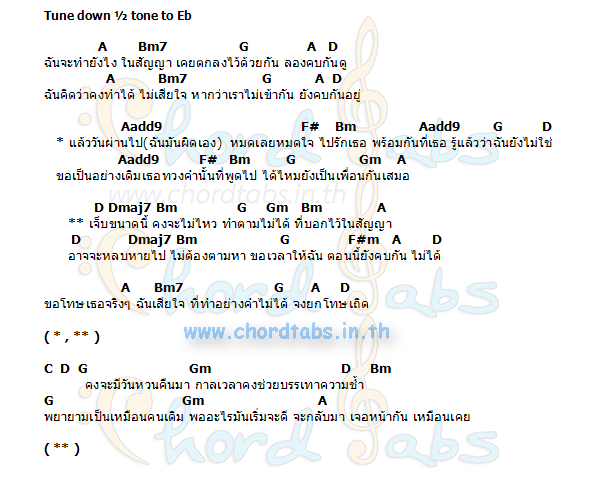 Tune down ½ tone to Eb
A Bm7 G A D
ฉันจะทำยังไง ในสัญญา เคยตกลงไว้ด้วยกัน ลองคบกันดู
A Bm7 G A D
ฉันคิดว่าคงทำได้ ไม่เสียใจ หากว่าเราไม่เข้ากัน ยังคบกันอยู่
Aadd9 F# Bm Aadd9 G D
* แล้ววันผ่านไป(ฉันมันผิดเอง) หมดเลยหมดใจ ไปรักเธอ พร้อมกันที่เธอ รู้แล้วว่าฉันยังไม่ใช่
Aadd9 F# Bm G Gm A
ขอเป็นอย่างเดิมเธอทวงคำนั้นที่พูดไป ได้ไหมยังเป็นเพื่อนกันเสมอ
www.chordtabs.in.th
D Dmaj7 Bm G Gm Bm A
** เจ็บขนาดนี้ คงจะไม่ไหว ทำตามไม่ได้ ที่บอกไว้ในสัญญา
D Dmaj7 Bm G F#m A D
อาจจะหลบหายไป ไม่ต้องตามหา ขอเวลาให้ฉัน ตอนนี้ยังคบกัน ไม่ได้
A Bm7 G A D
ขอโทษเธอจริงๆ ฉันเสียใจ ที่ทำอย่างคำไม่ได้ จงยกโทษเถิด
www.chordtabs.in.th
( * , ** )
C D G Gm D Bm
คงจะมีวันหวนคืนมา กาลเวลาคงช่วยบรรเทาความช้ำ
G Gm A
พยายามเป็นเหมือนคนเดิม พออะไรมันเริ่มจะดี จะกลับมา เจอหน้ากัน เหมือนเคย
( ** )